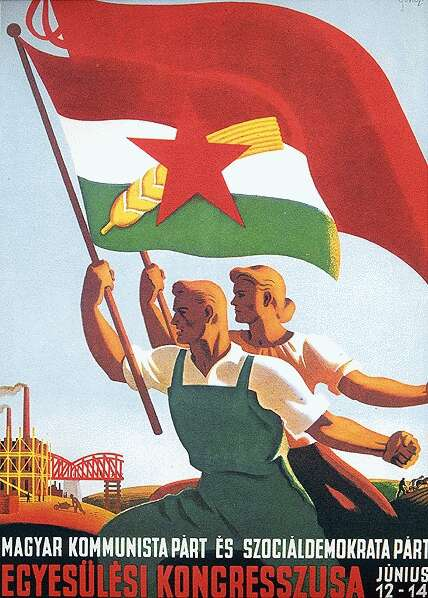 MAGYAR KOMMUNISTA PÁRT ÉS SZOCIÁLDEMOKRATA PÁRT
EGYESÜLÉSI KONGRESSZUSA JÚNIUS
12-14